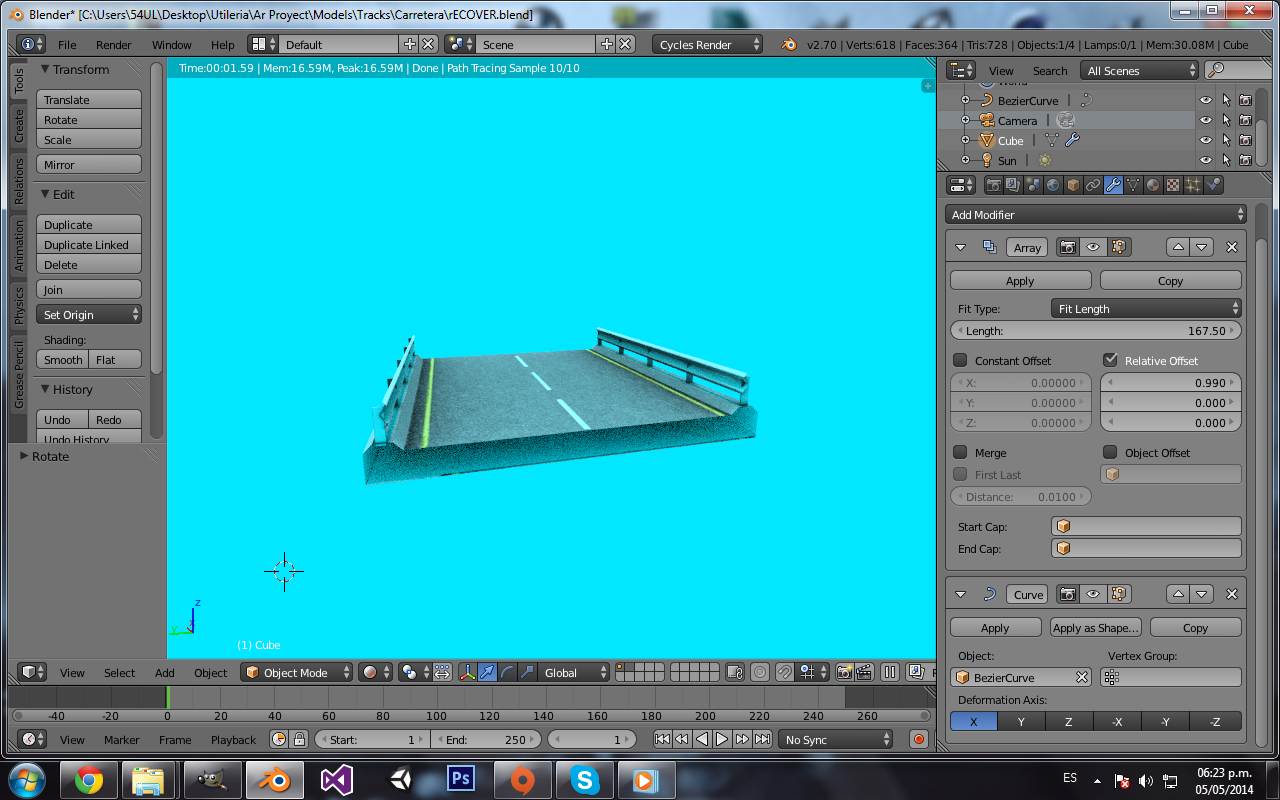 Blender* [C:\Users\54UL\Desktop\Utileria\Ar Proyect\Models\Tracks\Carretera\rECOVER.blend]
File Render Window Help Default Scene Cycles Render v2.70 | Verts:618 | Faces:364 | Tris:728 | Objects:1/4 | Lamps:0/1 | Mem:30.08M | Cube
Time:00:01.59 | Mem:16.59M, Peak:16.59M | Done | Path Tracing Sample 10/10
Tools
Create
Relations
Animation
Physics
Grease Pencil
Transform
Translate
Rotate
Scale
Mirror
Edit
Duplicate
Duplicate Linked
Delete
Join
Set Origin
Shading:
Smooth Flat
History
Undo Redo
Undo History
Rotate
Z
Y
(1) Cube
View Search All Scenes
World
BezierCurve
Camera
Cube
Sun
Add Modifier
Array
Apply Copy
Fit Type: Fit Length
Length: 167.50
Constant Offset Relative Offset
X: 0.00000 0.990
Y: 0.00000 0.000
Z: 0.00000 0.000
Merge Object Offset
First Last
Distance: 0.0100
Start Cap:
End Cap:
Curve
Apply Apply as Shape... Copy
Object: Vertex Group:
BezierCurve
Deformation Axis:
X Y Z -X -Y -Z
View Select Add Object Object Mode Global
-40 -20 0 20 40 60 80 100 120 140 160 180 200 220 240 260
View Marker Frame Playback Start: 1 End: 250 1 No Sync
Ps
S
ES
06:23 p.m.
05/05/2014